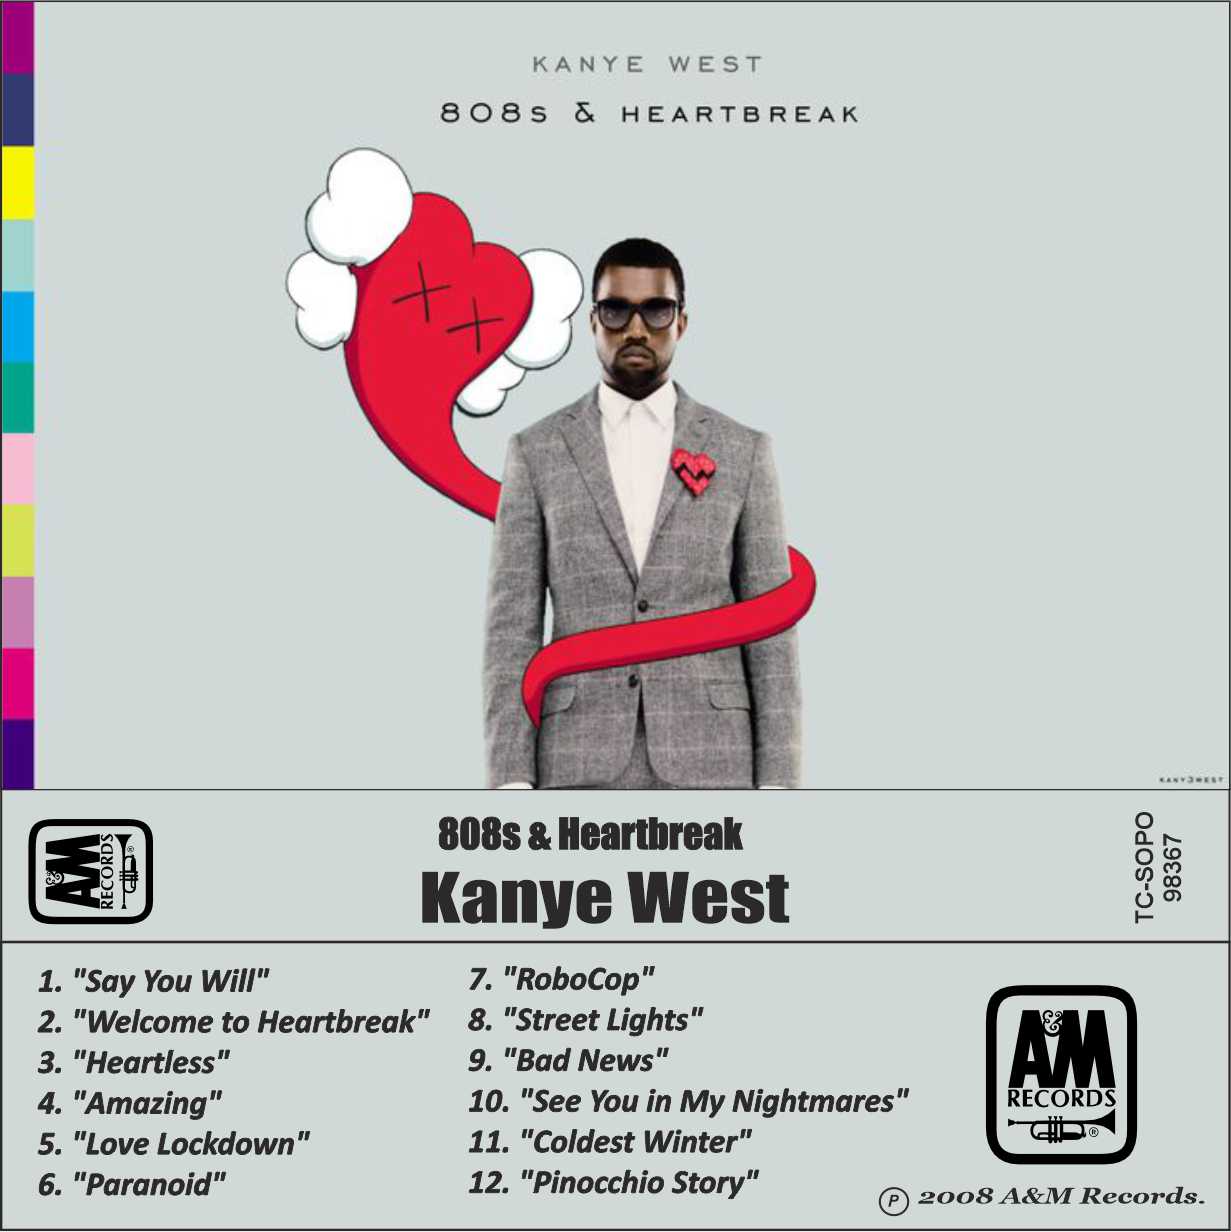 KANYE WEST
808s & HEARTBREAK
KANY3WEST
A&M
RECORDS
®
808s & Heartbreak
Kanye West
TC-SOPO
98367
1. "Say You Will"
2. "Welcome to Heartbreak"
3. "Heartless"
4. "Amazing"
5. "Love Lockdown"
6. "Paranoid"
7. "RoboCop"
8. "Street Lights"
9. "Bad News"
10. "See You in My Nightmares"
11. "Coldest Winter"
12. "Pinocchio Story"
A&M
RECORDS
®
℗ 2008 A&M Records.